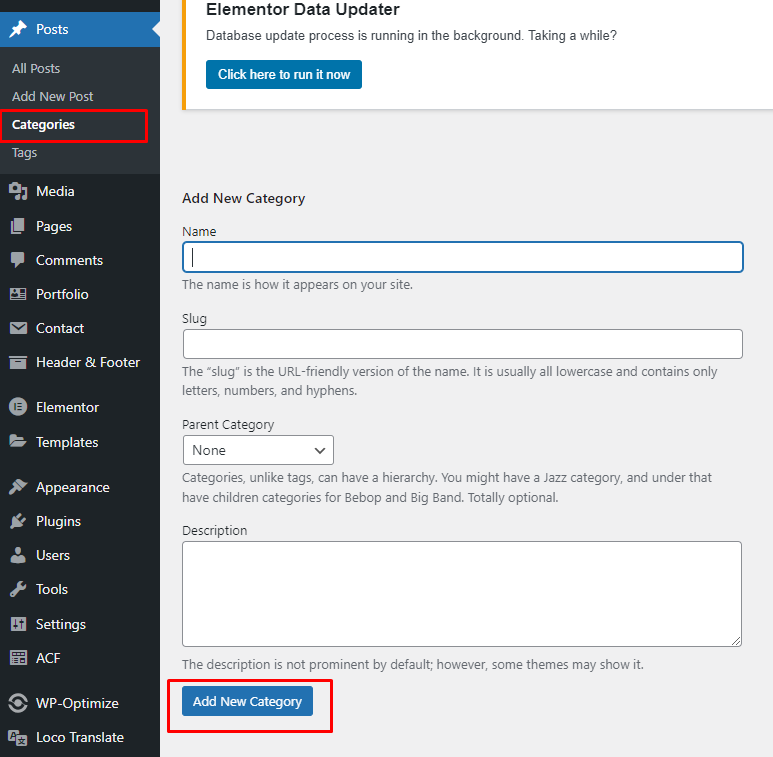 Posts
All Posts
Add New Post
Categories
Tags
Media
Pages
Comments
Portfolio
Contact
Header & Footer
Elementor
Templates
Appearance
Plugins
Users
Tools
Settings
ACF
WP-Optimize
Loco Translate
Elementor Data Updater
Database update process is running in the background. Taking a while?
Click here to run it now
Add New Category
Name
The name is how it appears on your site.
Slug
The “slug” is the URL-friendly version of the name. It is usually all lowercase and contains only
letters, numbers, and hyphens.
Parent Category
None
Categories, unlike tags, can have a hierarchy. You might have a Jazz category, and under that
have children categories for Bebop and Big Band. Totally optional.
Description
The description is not prominent by default; however, some themes may show it.
Add New Category